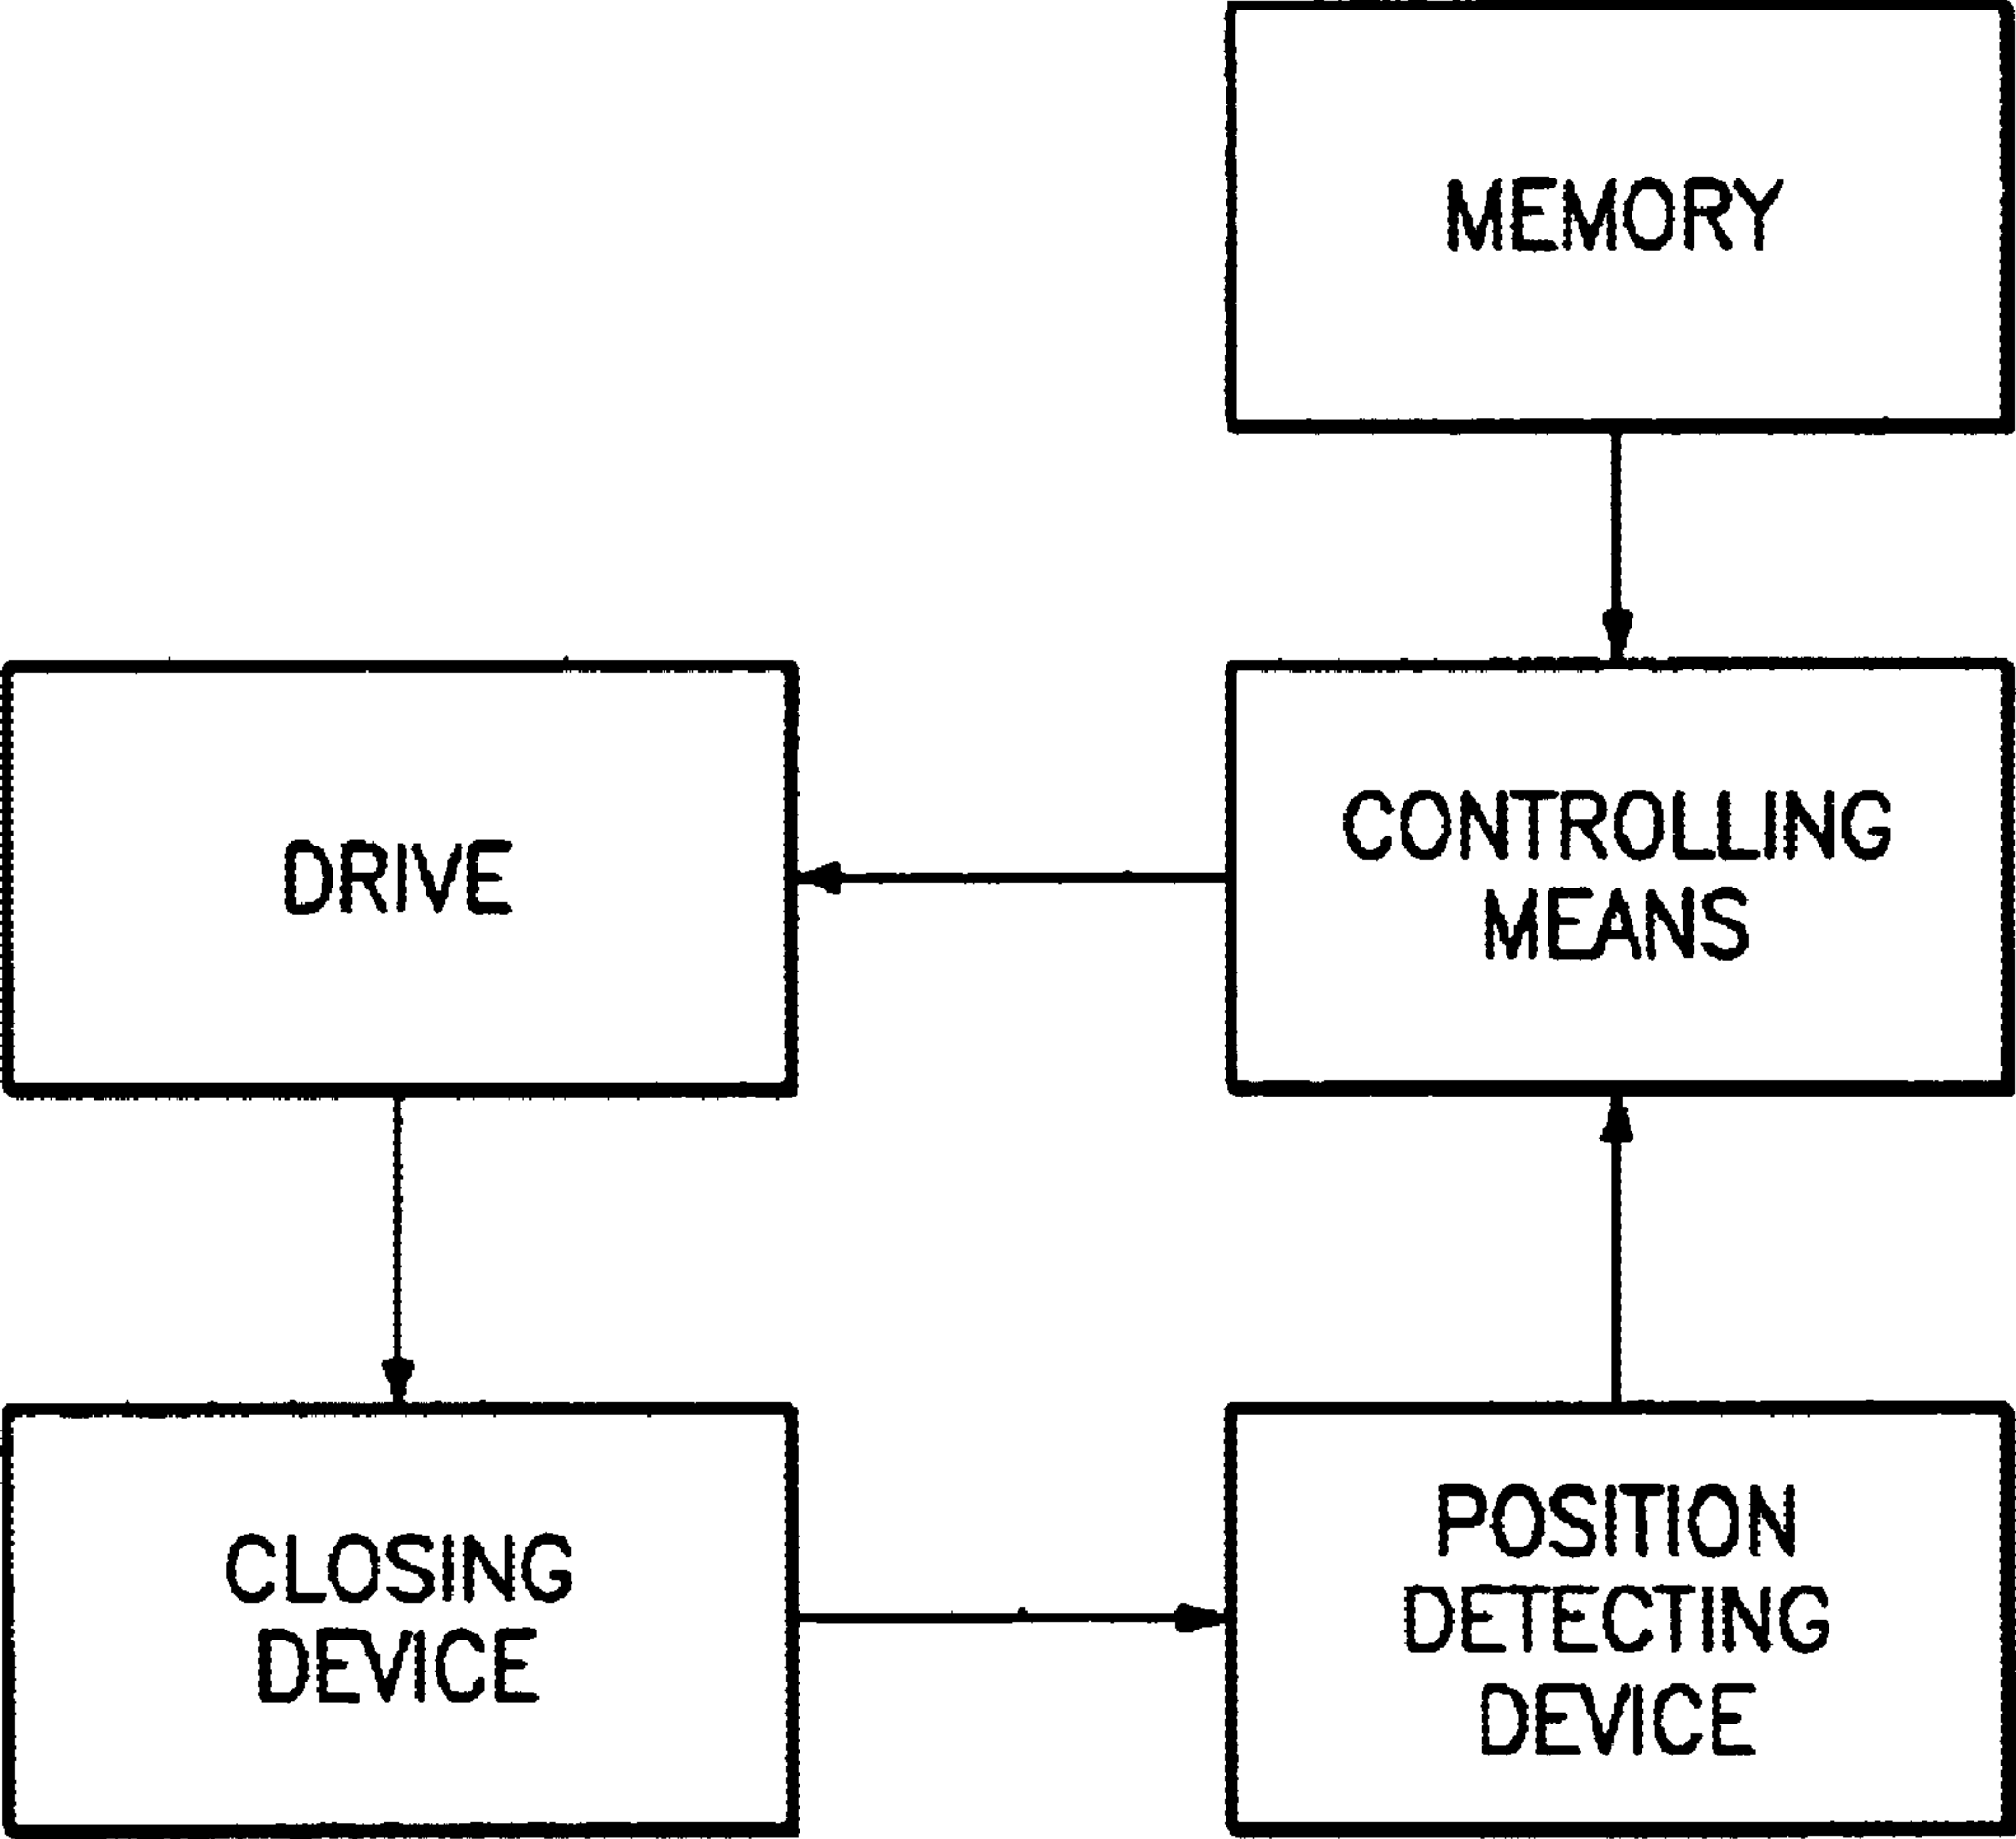 MEMORY
DRIVE
CONTROLLING
MEANS
CLOSING
DEVICE
POSITION
DETECTING
DEVICE